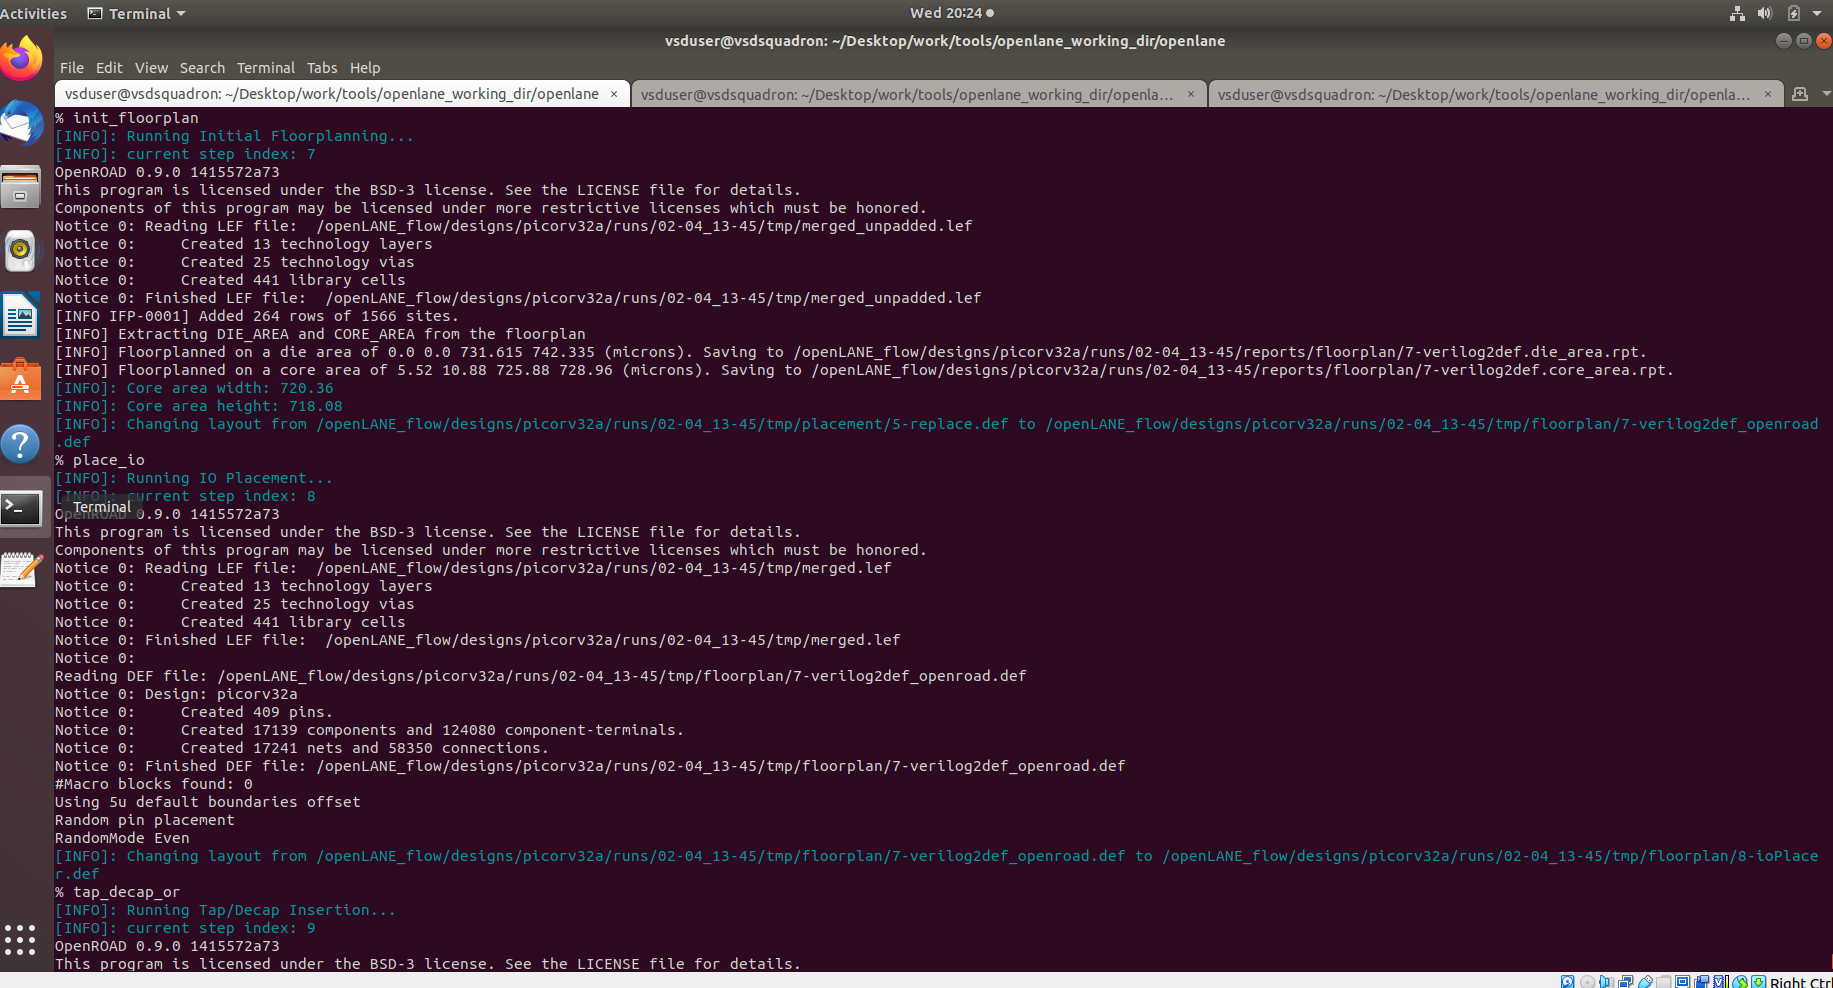 Activities Terminal Wed 20:24
vsduser@vsdsquadron: ~/Desktop/work/tools/openlane_working_dir/openlane
File Edit View Search Terminal Tabs Help
vsduser@vsdsquadron: ~/Desktop/work/tools/openlane_working_dir/openlane × vsduser@vsdsquadron: ~/Desktop/work/tools/openlane_working_dir/openla... × vsduser@vsdsquadron: ~/Desktop/work/tools/openlane_working_dir/openla... ×
% init_floorplan
[INFO]: Running Initial Floorplanning...
[INFO]: current step index: 7
OpenROAD 0.9.0 1415572a73
This program is licensed under the BSD-3 license. See the LICENSE file for details.
Components of this program may be licensed under more restrictive licenses which must be honored.
Notice 0: Reading LEF file:  /openLANE_flow/designs/picorv32a/runs/02-04_13-45/tmp/merged_unpadded.lef
Notice 0:     Created 13 technology layers
Notice 0:     Created 25 technology vias
Notice 0:     Created 441 library cells
Notice 0: Finished LEF file:  /openLANE_flow/designs/picorv32a/runs/02-04_13-45/tmp/merged_unpadded.lef
[INFO IFP-0001] Added 264 rows of 1566 sites.
[INFO] Extracting DIE_AREA and CORE_AREA from the floorplan
[INFO] Floorplanned on a die area of 0.0 0.0 731.615 742.335 (microns). Saving to /openLANE_flow/designs/picorv32a/runs/02-04_13-45/reports/floorplan/7-verilog2def.die_area.rpt.
[INFO] Floorplanned on a core area of 5.52 10.88 725.88 728.96 (microns). Saving to /openLANE_flow/designs/picorv32a/runs/02-04_13-45/reports/floorplan/7-verilog2def.core_area.rpt.
[INFO]: Core area width: 720.36
[INFO]: Core area height: 718.08
[INFO]: Changing layout from /openLANE_flow/designs/picorv32a/runs/02-04_13-45/tmp/placement/5-replace.def to /openLANE_flow/designs/picorv32a/runs/02-04_13-45/tmp/floorplan/7-verilog2def_openroad
.def
% place_io
[INFO]: Running IO Placement...
[INFO]: current step index: 8
Terminal
OpenROAD 0.9.0 1415572a73
This program is licensed under the BSD-3 license. See the LICENSE file for details.
Components of this program may be licensed under more restrictive licenses which must be honored.
Notice 0: Reading LEF file:  /openLANE_flow/designs/picorv32a/runs/02-04_13-45/tmp/merged.lef
Notice 0:     Created 13 technology layers
Notice 0:     Created 25 technology vias
Notice 0:     Created 441 library cells
Notice 0: Finished LEF file:  /openLANE_flow/designs/picorv32a/runs/02-04_13-45/tmp/merged.lef
Notice 0:
Reading DEF file: /openLANE_flow/designs/picorv32a/runs/02-04_13-45/tmp/floorplan/7-verilog2def_openroad.def
Notice 0: Design: picorv32a
Notice 0:     Created 409 pins.
Notice 0:     Created 17139 components and 124080 component-terminals.
Notice 0:     Created 17241 nets and 58350 connections.
Notice 0: Finished DEF file: /openLANE_flow/designs/picorv32a/runs/02-04_13-45/tmp/floorplan/7-verilog2def_openroad.def
#Macro blocks found: 0
Using 5u default boundaries offset
Random pin placement
RandomMode Even
[INFO]: Changing layout from /openLANE_flow/designs/picorv32a/runs/02-04_13-45/tmp/floorplan/7-verilog2def_openroad.def to /openLANE_flow/designs/picorv32a/runs/02-04_13-45/tmp/floorplan/8-ioPlace
r.def
% tap_decap_or
[INFO]: Running Tap/Decap Insertion...
[INFO]: current step index: 9
OpenROAD 0.9.0 1415572a73
This program is licensed under the BSD-3 license. See the LICENSE file for details.
Right Ctrl